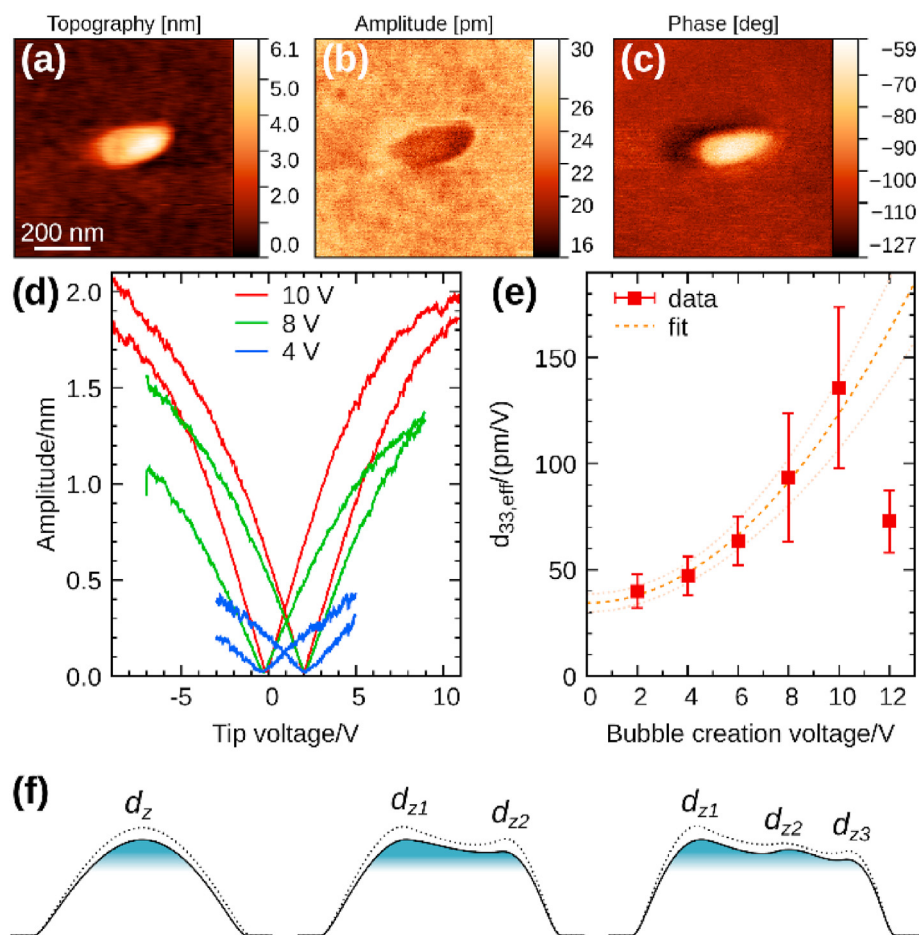 Topography [nm]
Amplitude [pm]
Phase [deg]
(a)
200 nm
6.1
5.0
4.0
3.0
2.0
1.0
0.0
(b)
30
26
24
22
20
16
(c)
−59
−70
−80
−90
−100
−110
−127
(d)
Amplitude/nm
2.0
1.5
1.0
0.5
0.0
10 V
8 V
4 V
-5
0
5
10
Tip voltage/V
(e)
d33,eff/(pm/V)
150
100
50
0
data
fit
0
2
4
6
8
10
12
Bubble creation voltage/V
(f)
dz
dz1
dz2
dz1
dz2
dz3